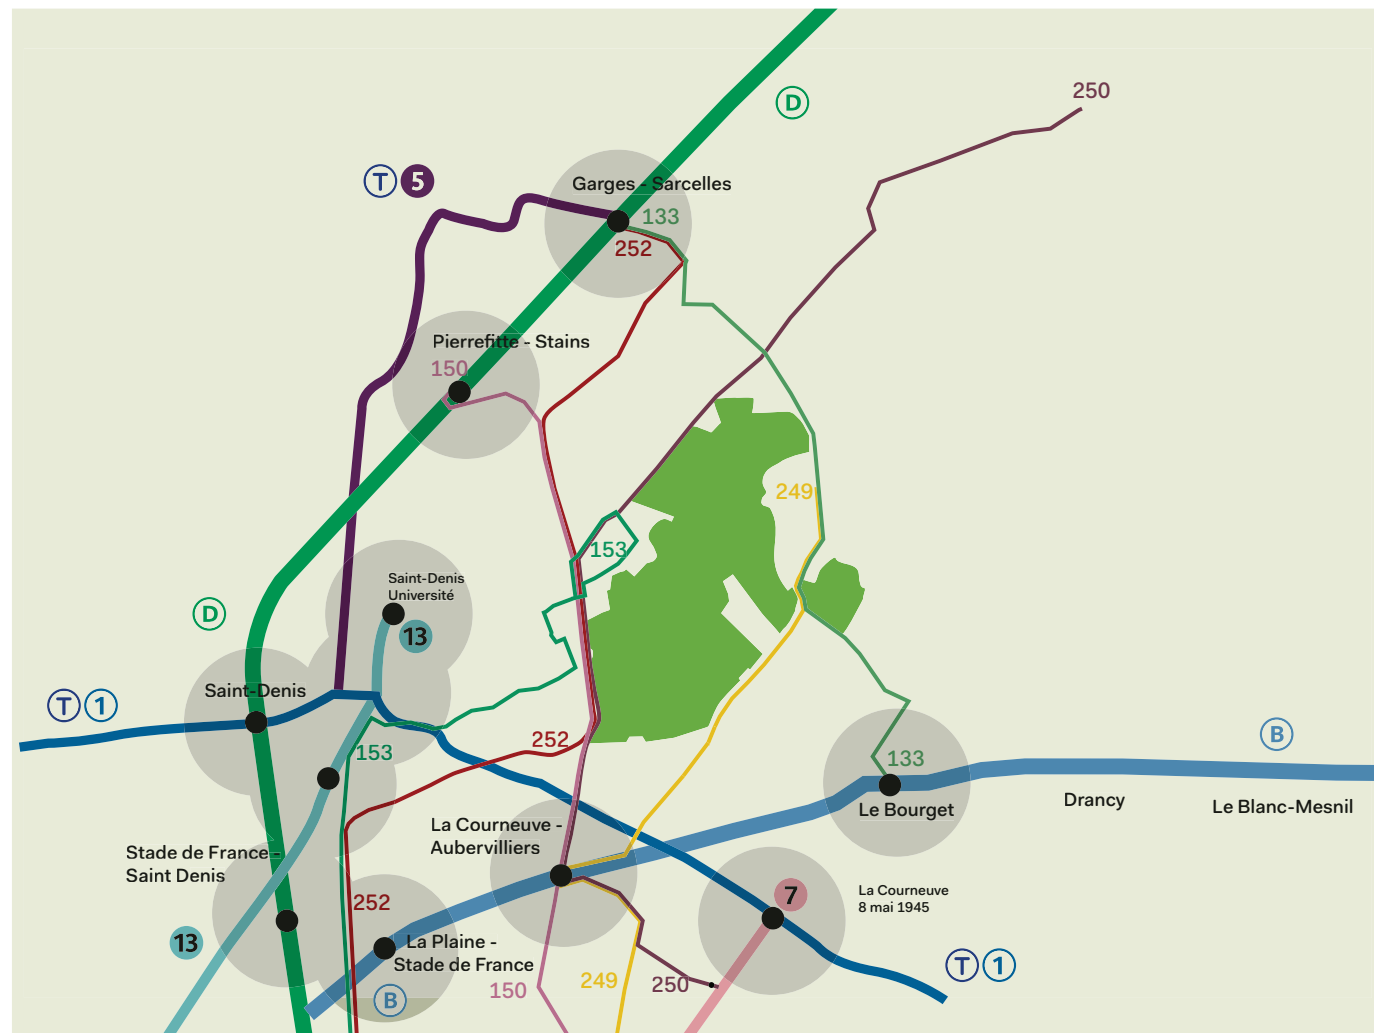 D
250
T 5
Garges - Sarcelles
133
252
Pierrefitte - Stains
150
249
153
Saint-Denis
Université
13
D
Saint-Denis
T 1
153
252
B
133
Le Bourget
Drancy
Le Blanc-Mesnil
La Courneuve -
Aubervilliers
Stade de France -
Saint Denis
7
La Courneuve
8 mai 1945
252
13
La Plaine -
Stade de France
T 1
150
249
250
B